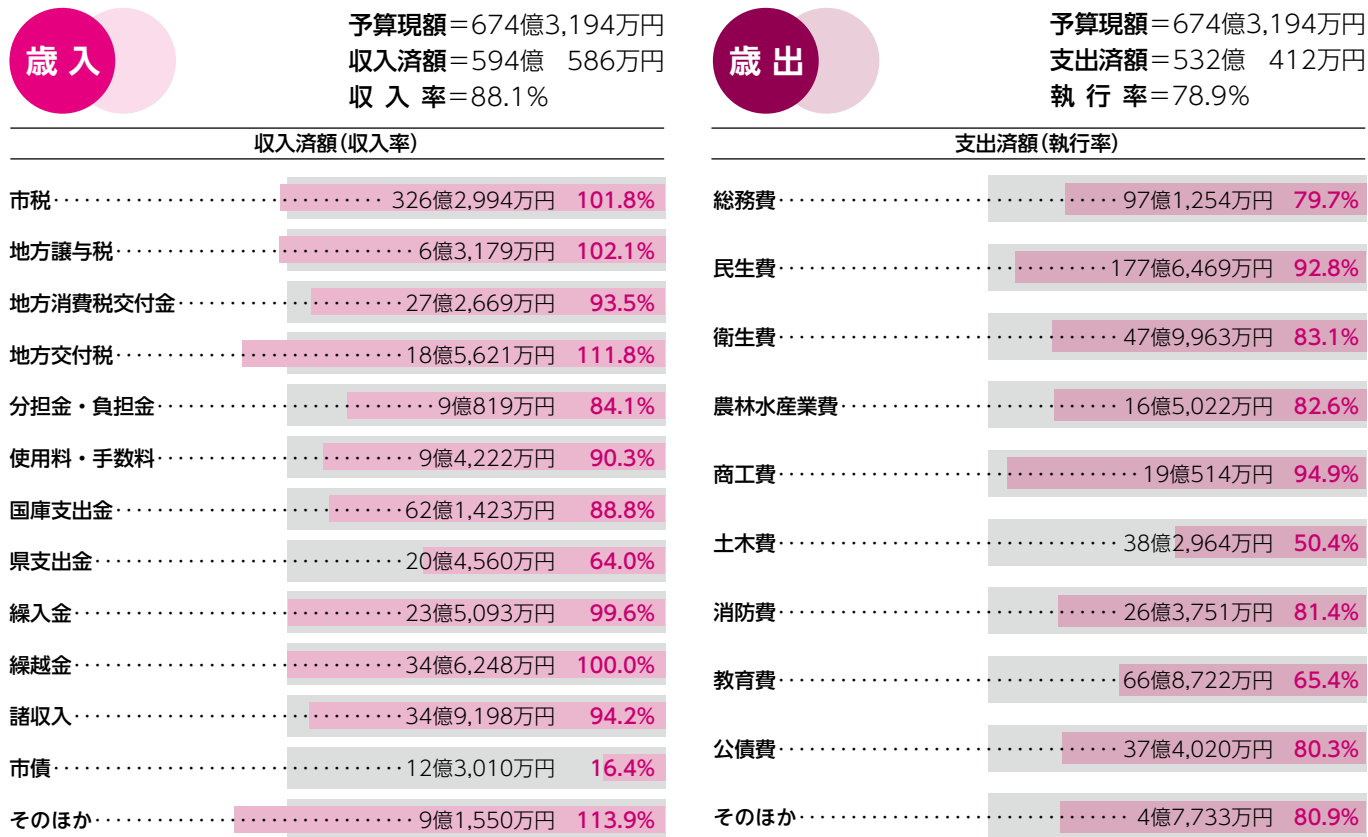 歳入
予算現額＝674億3,194万円
収入済額＝594億　586万円
収 入 率＝88.1%
収入済額（収入率）
市税 326億2,994万円 101.8%
地方譲与税 6億3,179万円 102.1%
地方消費税交付金 27億2,669万円 93.5%
地方交付税 18億5,621万円 111.8%
分担金・負担金 9億819万円 84.1%
使用料・手数料 9億4,222万円 90.3%
国庫支出金 62億1,423万円 88.8%
県支出金 20億4,560万円 64.0%
繰入金 23億5,093万円 99.6%
繰越金 34億6,248万円 100.0%
諸収入 34億9,198万円 94.2%
市債 12億3,010万円 16.4%
そのほか 9億1,550万円 113.9%
歳出
予算現額＝674億3,194万円
支出済額＝532億　412万円
執 行 率＝78.9%
支出済額（執行率）
総務費 97億1,254万円 79.7%
民生費 177億6,469万円 92.8%
衛生費 47億9,963万円 83.1%
農林水産業費 16億5,022万円 82.6%
商工費 19億514万円 94.9%
土木費 38億2,964万円 50.4%
消防費 26億3,751万円 81.4%
教育費 66億8,722万円 65.4%
公債費 37億4,020万円 80.3%
そのほか 4億7,733万円 80.9%